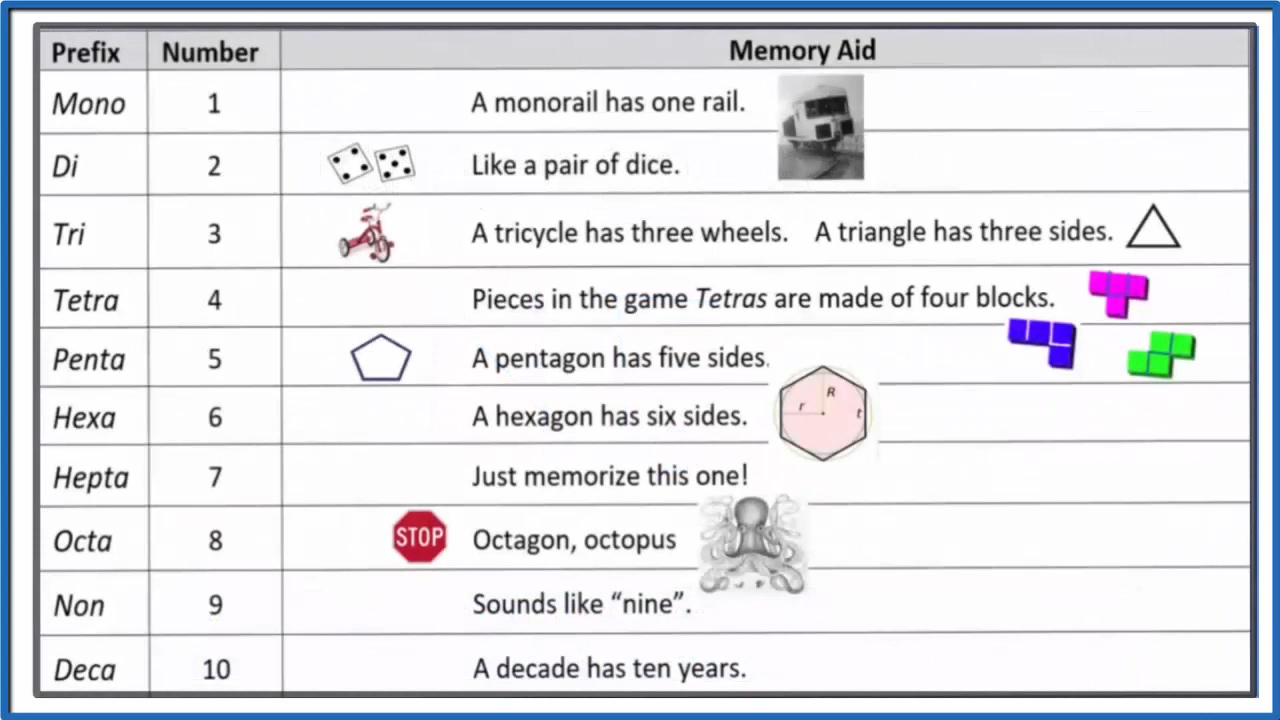 Prefix Number Memory Aid
Mono 1 A monorail has one rail.
Di 2 Like a pair of dice.
Tri 3 A tricycle has three wheels. A triangle has three sides.
Tetra 4 Pieces in the game Tetras are made of four blocks.
Penta 5 A pentagon has five sides.
Hexa 6 A hexagon has six sides.
R
r t
Hepta 7 Just memorize this one!
Octa 8 STOP Octagon, octopus
Non 9 Sounds like “nine”.
Deca 10 A decade has ten years.